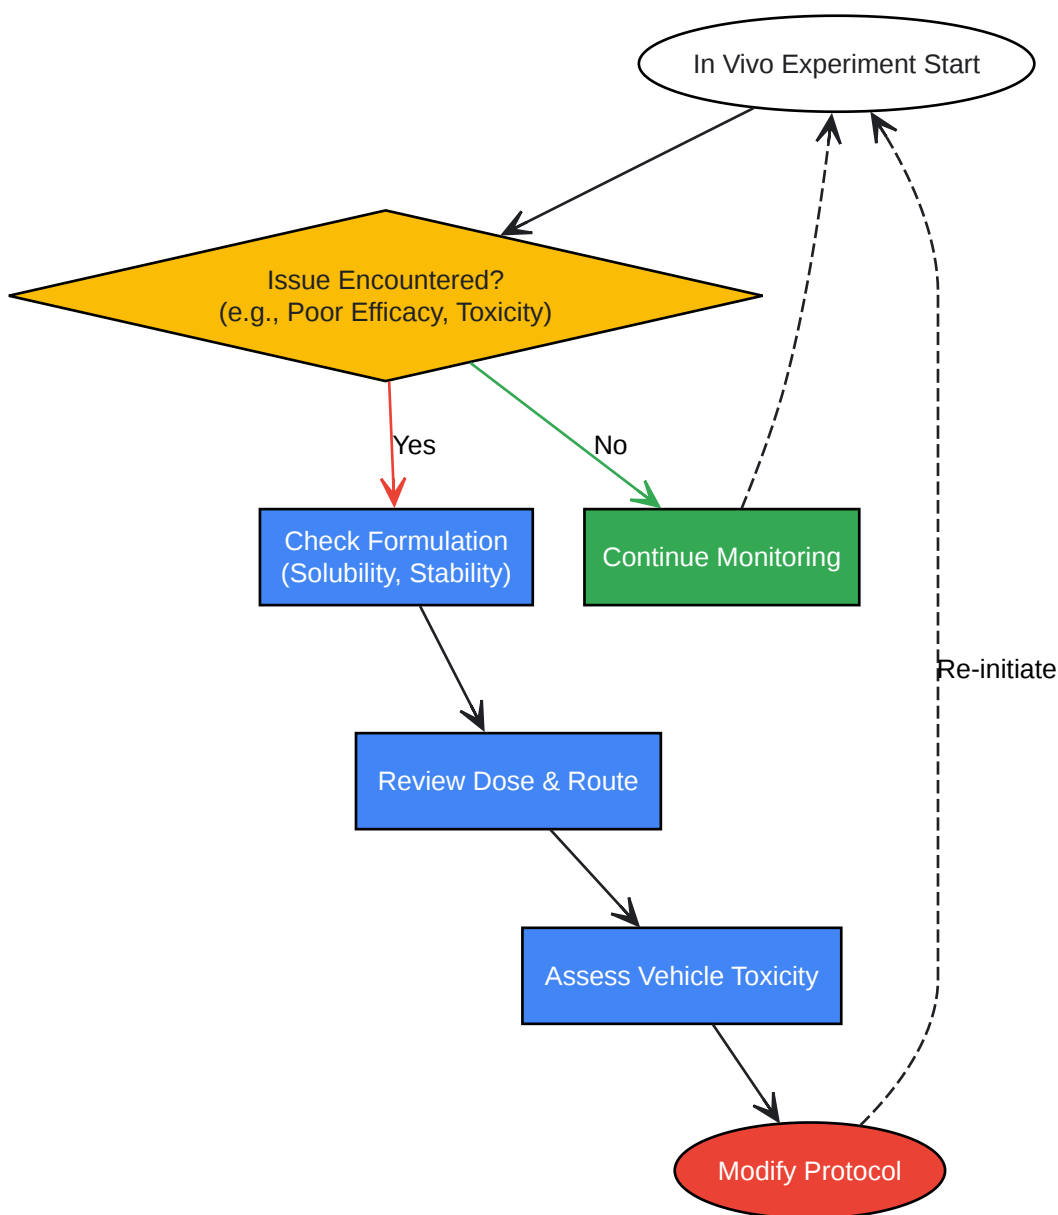 In Vivo Experiment Start
Issue Encountered?
(e.g., Poor Efficacy, Toxicity)
Yes
No
Check Formulation
(Solubility, Stability)
Continue Monitoring
Re-initiate
Review Dose & Route
Assess Vehicle Toxicity
Modify Protocol